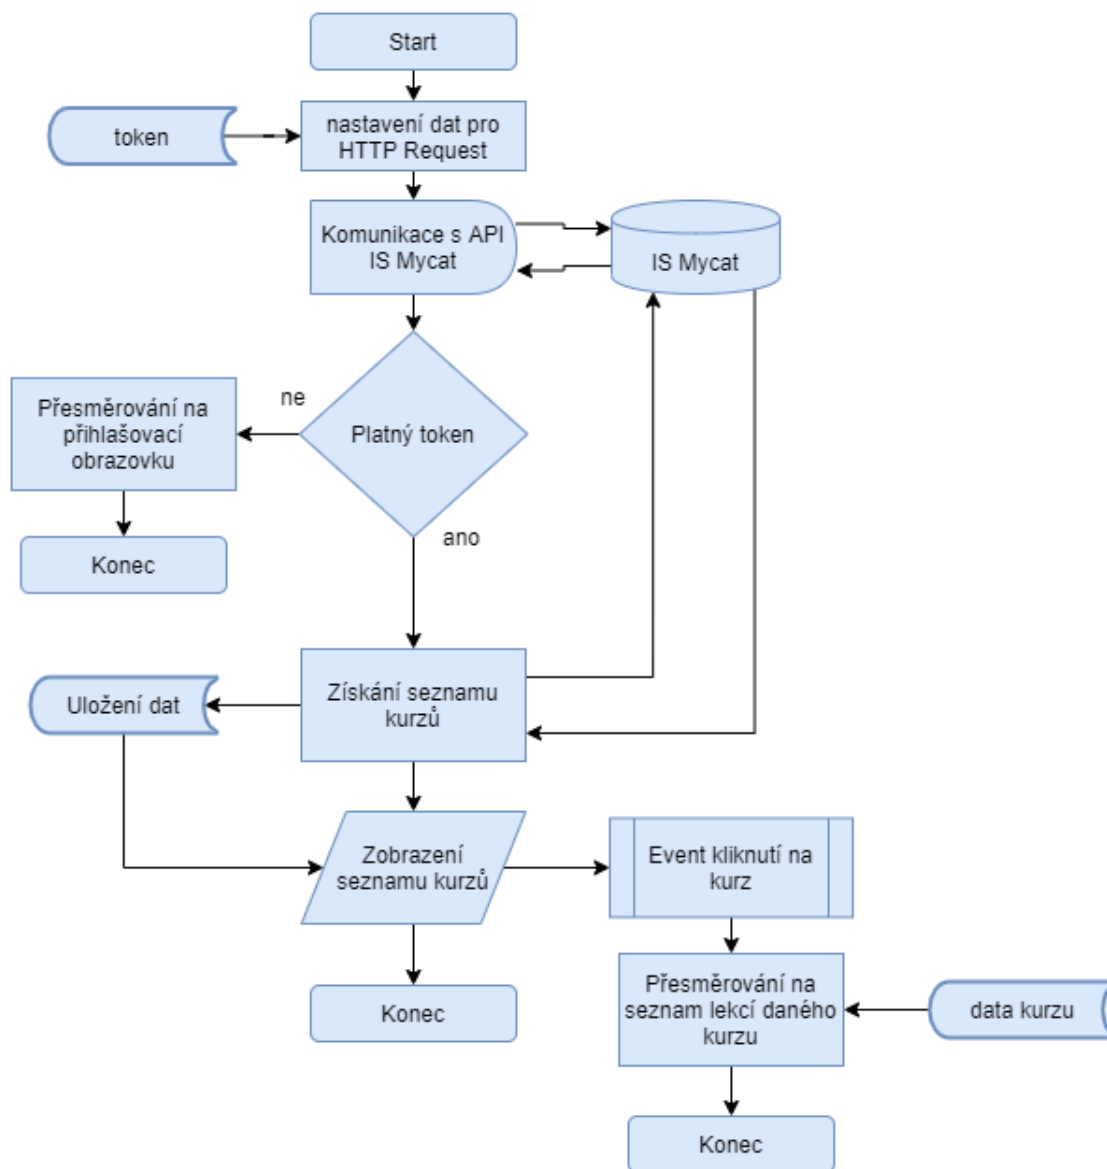 Start
token
nastavení dat pro
HTTP Request
Komunikace s API
IS Mycat
IS Mycat
ne
Přesměrování na
přihlašovací
obrazovku
Platný token
ano
Konec
Uložení dat
Získání seznamu
kurzů
Zobrazení
seznamu kurzů
Event kliknutí na
kurz
Konec
Přesměrování na
seznam lekcí daného
kurzu
data kurzu
Konec